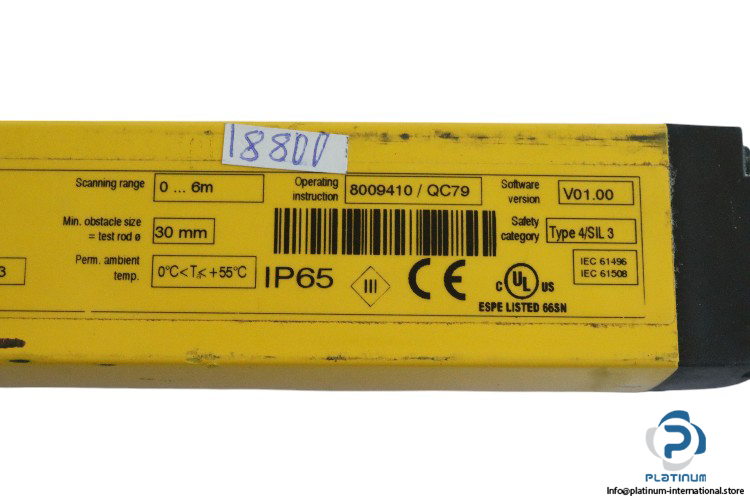 18800
Scanning range
0 ... 6m
Operating
instruction
8009410 / QC79
Software
version
V01.00
Min. obstacle size
= test rod ø
30 mm
Safety
category
Type 4/SIL 3
3
Perm. ambient
temp.
0°C< T < +55°C
IP65
III
CE
C UL US
ESPE LISTED 66SN
IEC 61496
IEC 61508
PLATINUM
Info@platinum-international.store